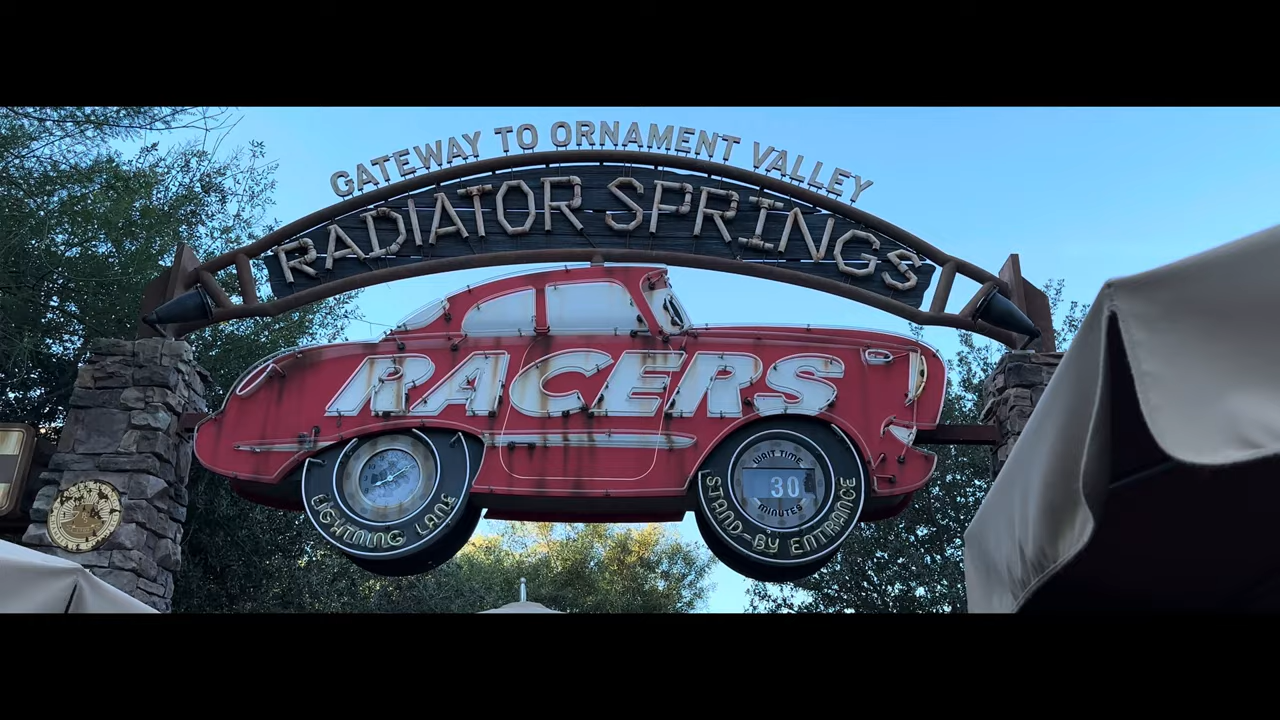 GATEWAY TO ORNAMENT VALLEY
RADIATOR SPRINGS
RACERS
LIGHTNING LANE
WAIT TIME
30
MINUTES
STAND-BY ENTRANCE